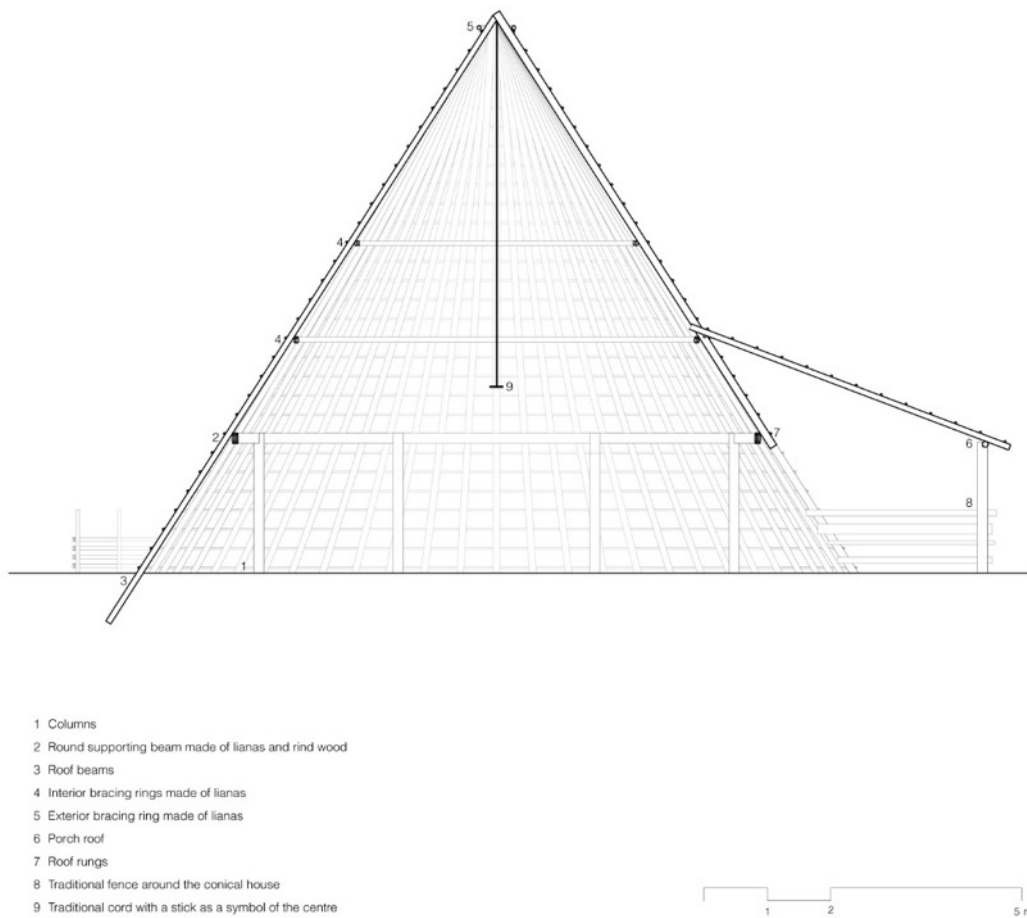 5
4
4
9
2
7
6
8
1
3
1 Columns
2 Round supporting beam made of lianas and rind wood
3 Roof beams
4 Interior bracing rings made of lianas
5 Exterior bracing ring made of lianas
6 Porch roof
7 Roof rungs
8 Traditional fence around the conical house
9 Traditional cord with a stick as a symbol of the centre
1 2 5 m